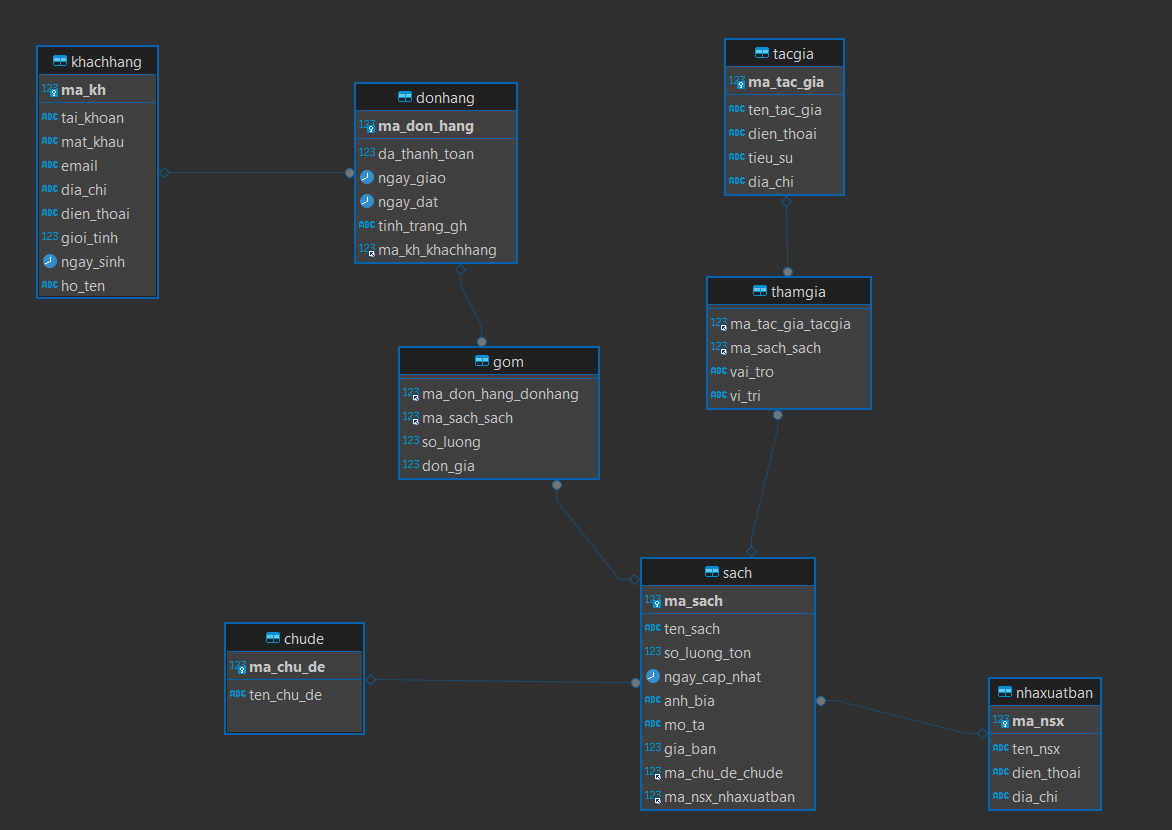 khachhang
123 ma_kh
ABC tai_khoan
ABC mat_khau
ABC email
ABC dia_chi
ABC dien_thoai
123 gioi_tinh
ngay_sinh
ABC ho_ten
donhang
123 ma_don_hang
123 da_thanh_toan
ngay_giao
ngay_dat
ABC tinh_trang_gh
123 ma_kh_khachhang
tacgia
123 ma_tac_gia
ABC ten_tac_gia
ABC dien_thoai
ABC tieu_su
ABC dia_chi
thamgia
123 ma_tac_gia_tacgia
123 ma_sach_sach
ABC vai_tro
ABC vi_tri
gom
123 ma_don_hang_donhang
123 ma_sach_sach
123 so_luong
123 don_gia
sach
123 ma_sach
ABC ten_sach
123 so_luong_ton
ngay_cap_nhat
ABC anh_bia
ABC mo_ta
123 gia_ban
123 ma_chu_de_chude
123 ma_nsx_nhaxuatban
chude
123 ma_chu_de
ABC ten_chu_de
nhaxuatban
123 ma_nsx
ABC ten_nsx
ABC dien_thoai
ABC dia_chi